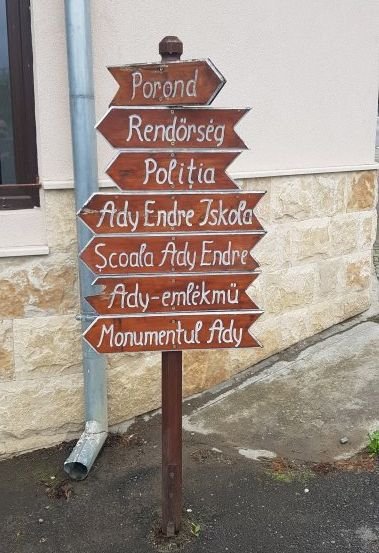 Porond
Rendőrség
Poliția
Ady Endre Iskola
Școala Ady Endre
Ady-emlékmű
Monumentul Ady